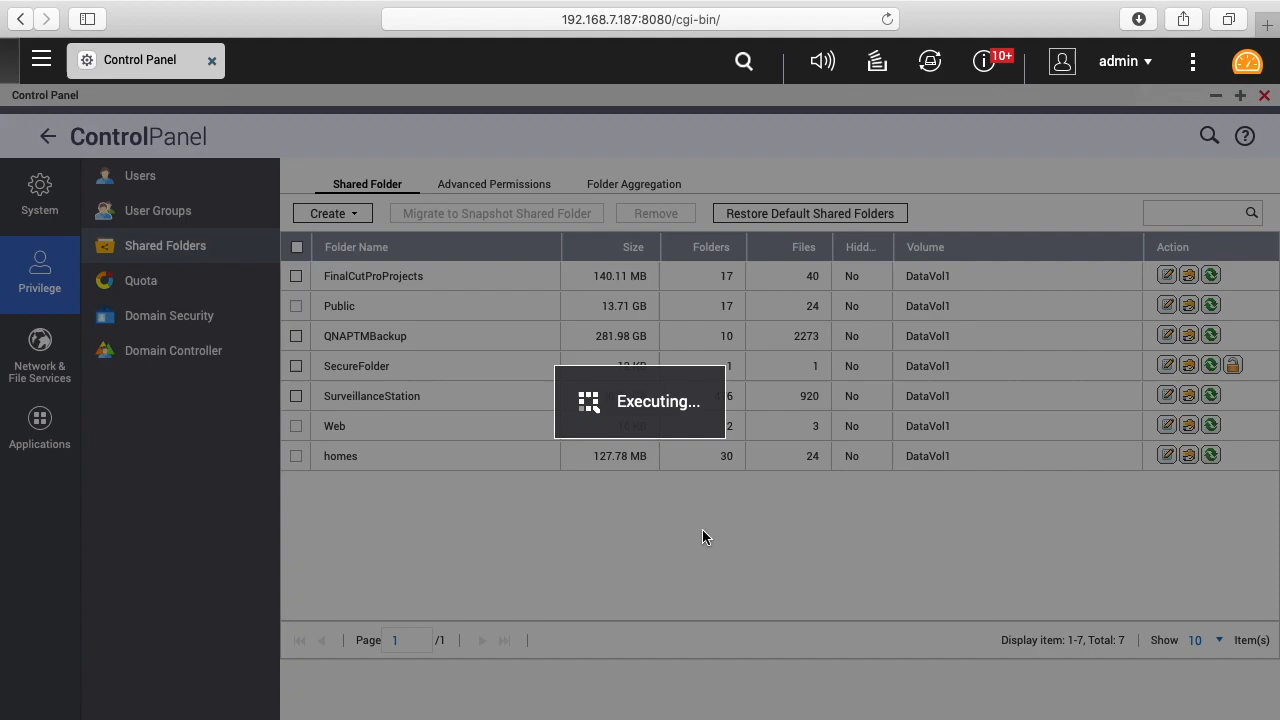 192.168.7.187:8080/cgi-bin/
Control Panel
10+
admin
Control Panel
ControlPanel
System
Privilege
Network &
File Services
Applications
Users
User Groups
Shared Folders
Quota
Domain Security
Domain Controller
Shared Folder Advanced Permissions Folder Aggregation
Create Migrate to Snapshot Shared Folder Remove Restore Default Shared Folders
Folder Name Size Folders Files Hidd... Volume Action
FinalCutProProjects 140.11 MB 17 40 No DataVol1
Public 13.71 GB 17 24 No DataVol1
QNAPTMBackup 281.98 GB 10 2273 No DataVol1
SecureFolder 1 1 No DataVol1
SurveillanceStation 920 No DataVol1
Web 2 3 No DataVol1
homes 127.78 MB 30 24 No DataVol1
Executing...
Page 1 /1 Display item: 1-7, Total: 7 Show 10 Item(s)